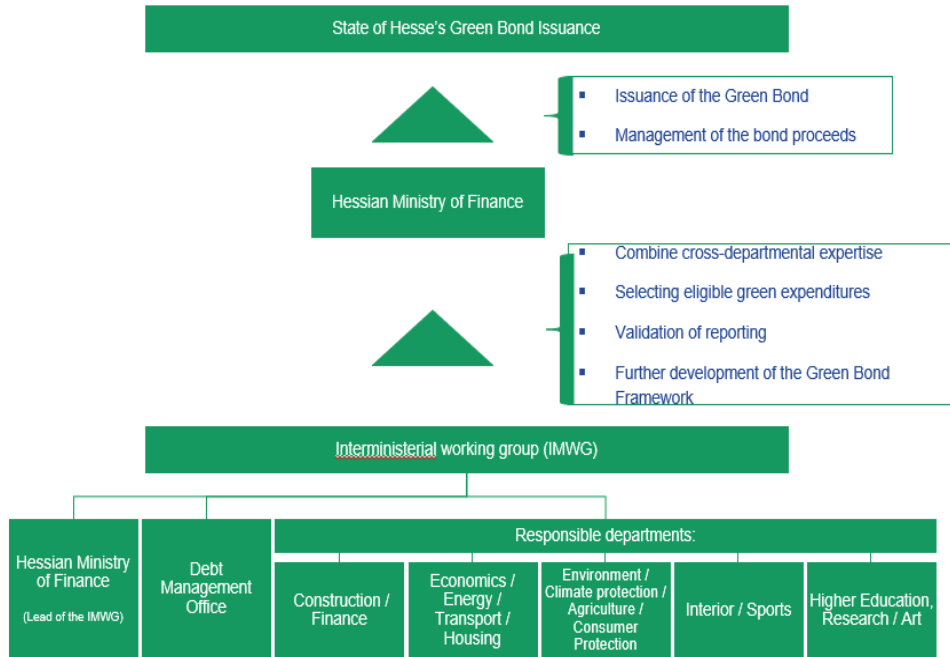 State of Hesse's Green Bond Issuance
▪ Issuance of the Green Bond
▪ Management of the bond proceeds
Hessian Ministry of Finance
▪ Combine cross-departmental expertise
▪ Selecting eligible green expenditures
▪ Validation of reporting
▪ Further development of the Green Bond
Framework
Interministerial working group (IMWG)
Hessian Ministry
of Finance
(Lead of the IMWG)
Debt
Management
Office
Responsible departments:
Construction /
Finance
Economics /
Energy /
Transport /
Housing
Environment /
Climate protection /
Agriculture /
Consumer
Protection
Interior / Sports
Higher Education,
Research / Art